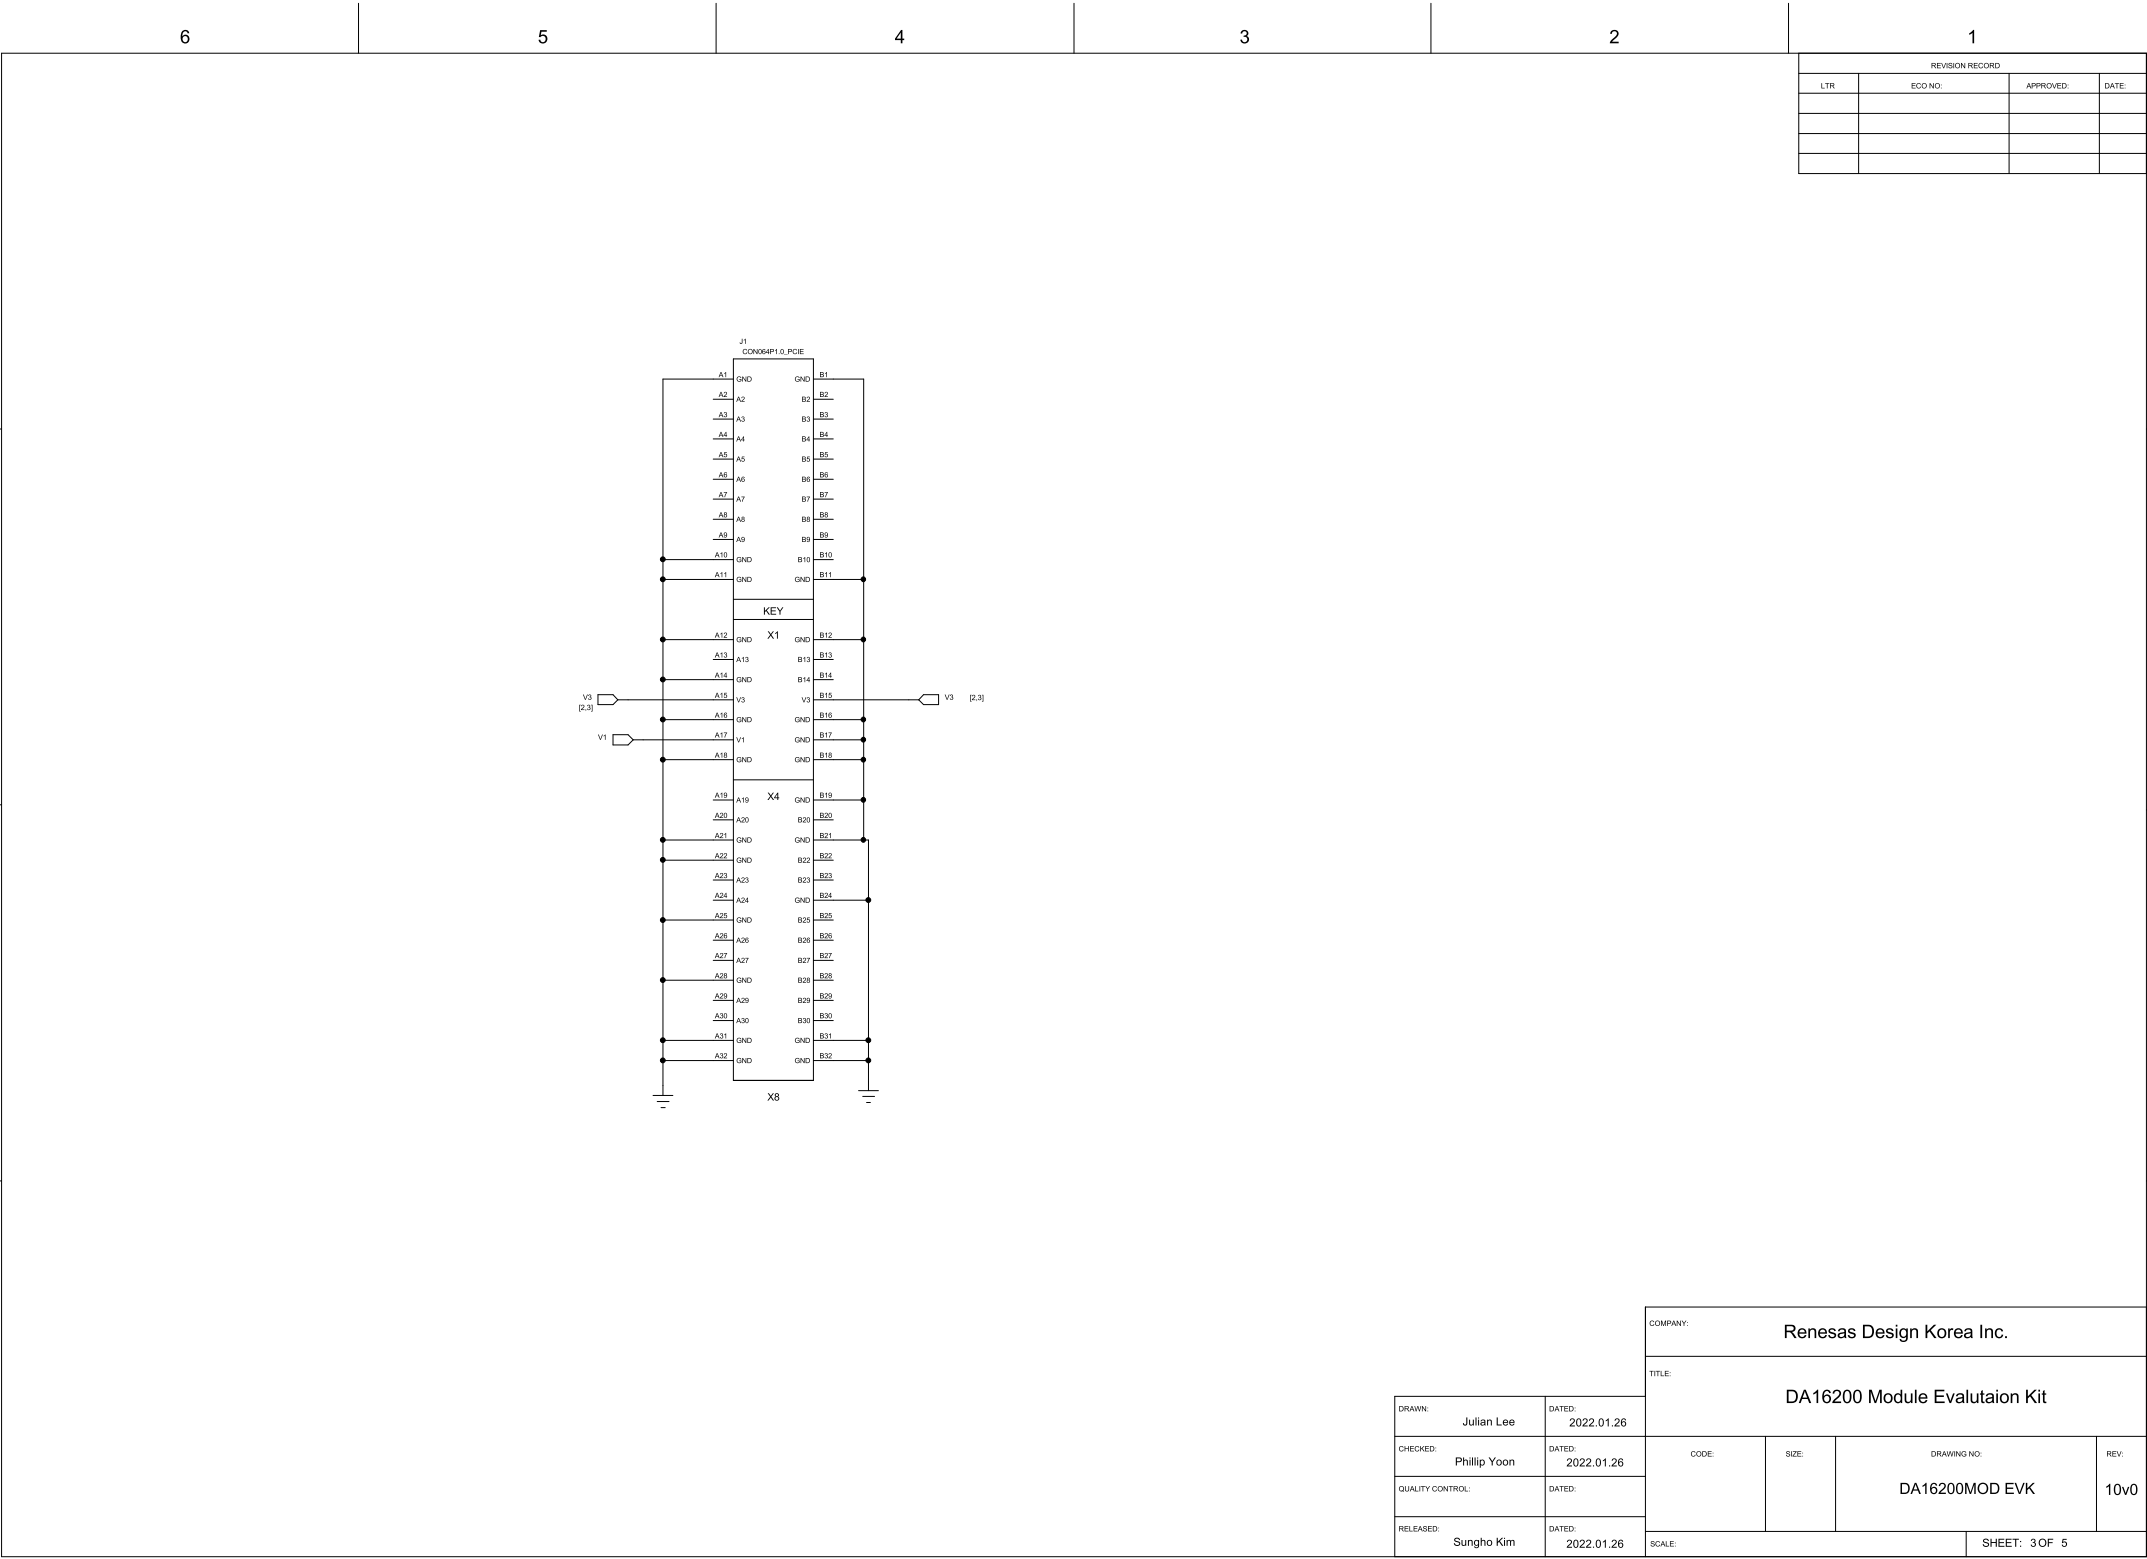 6 5 4 3 2 1
REVISION RECORD
LTR ECO NO: APPROVED: DATE:
J1
CON064P1.0_PCIE
A1 GND GND B1
A2 A2 B2 B2
A3 A3 B3 B3
A4 A4 B4 B4
A5 A5 B5 B5
A6 A6 B6 B6
A7 A7 B7 B7
A8 A8 B8 B8
A9 A9 B9 B9
A10 GND B10 B10
A11 GND GND B11
KEY
A12 GND X1 GND B12
A13 A13 B13 B13
A14 GND B14 B14
V3 A15 V3 V3 B15 V3 [2,3]
[2,3]
A16 GND GND B16
V1 A17 V1 GND B17
A18 GND GND B18
A19 A19 X4 GND B19
A20 A20 B20 B20
A21 GND GND B21
A22 GND B22 B22
A23 A23 B23 B23
A24 A24 GND B24
A25 GND B25 B25
A26 A26 B26 B26
A27 A27 B27 B27
A28 GND B28 B28
A29 A29 B29 B29
A30 A30 B30 B30
A31 GND GND B31
A32 GND GND B32
X8
COMPANY:
Renesas Design Korea Inc.
TITLE:
DA16200 Module Evalutaion Kit
DRAWN: DATED:
Julian Lee 2022.01.26
CHECKED: DATED:
Phillip Yoon 2022.01.26
QUALITY CONTROL: DATED:
RELEASED: DATED:
Sungho Kim 2022.01.26
CODE: SIZE: DRAWING NO: REV:
DA16200MOD EVK 10v0
SCALE: SHEET: 3 OF 5